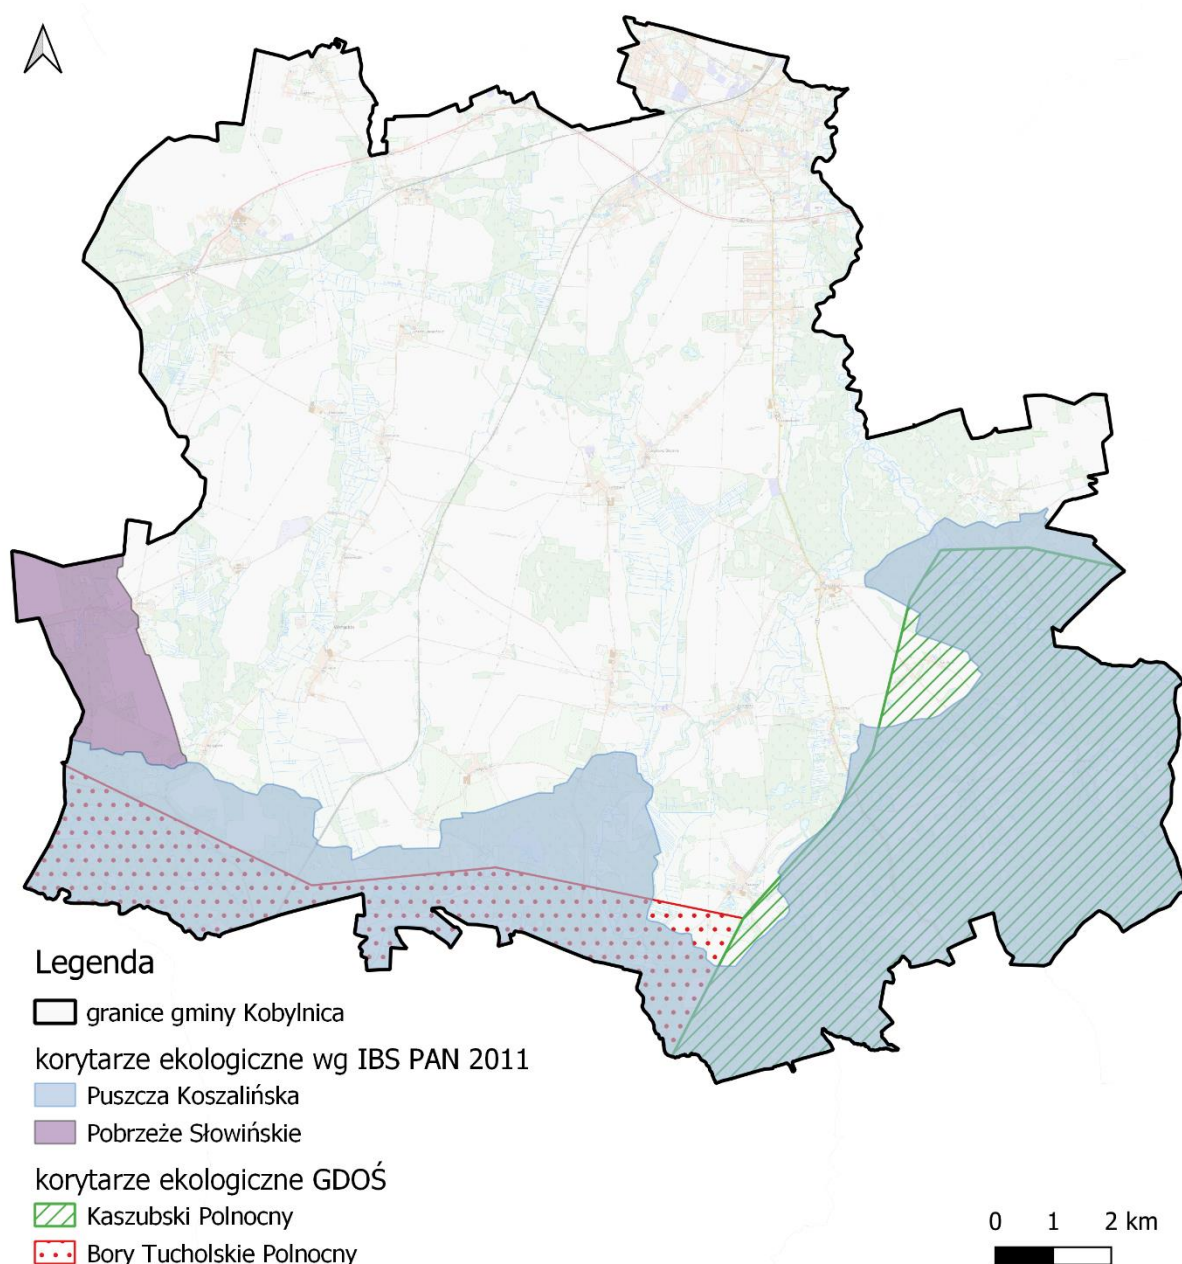 Legenda
granice gminy Kobylnica
korytarze ekologiczne wg IBS PAN 2011
Puszcza Koszalińska
Pobrzeże Słowińskie
korytarze ekologiczne GDOŚ
Kaszubski Polnocny
Bory Tucholskie Polnocny
0 1 2 km